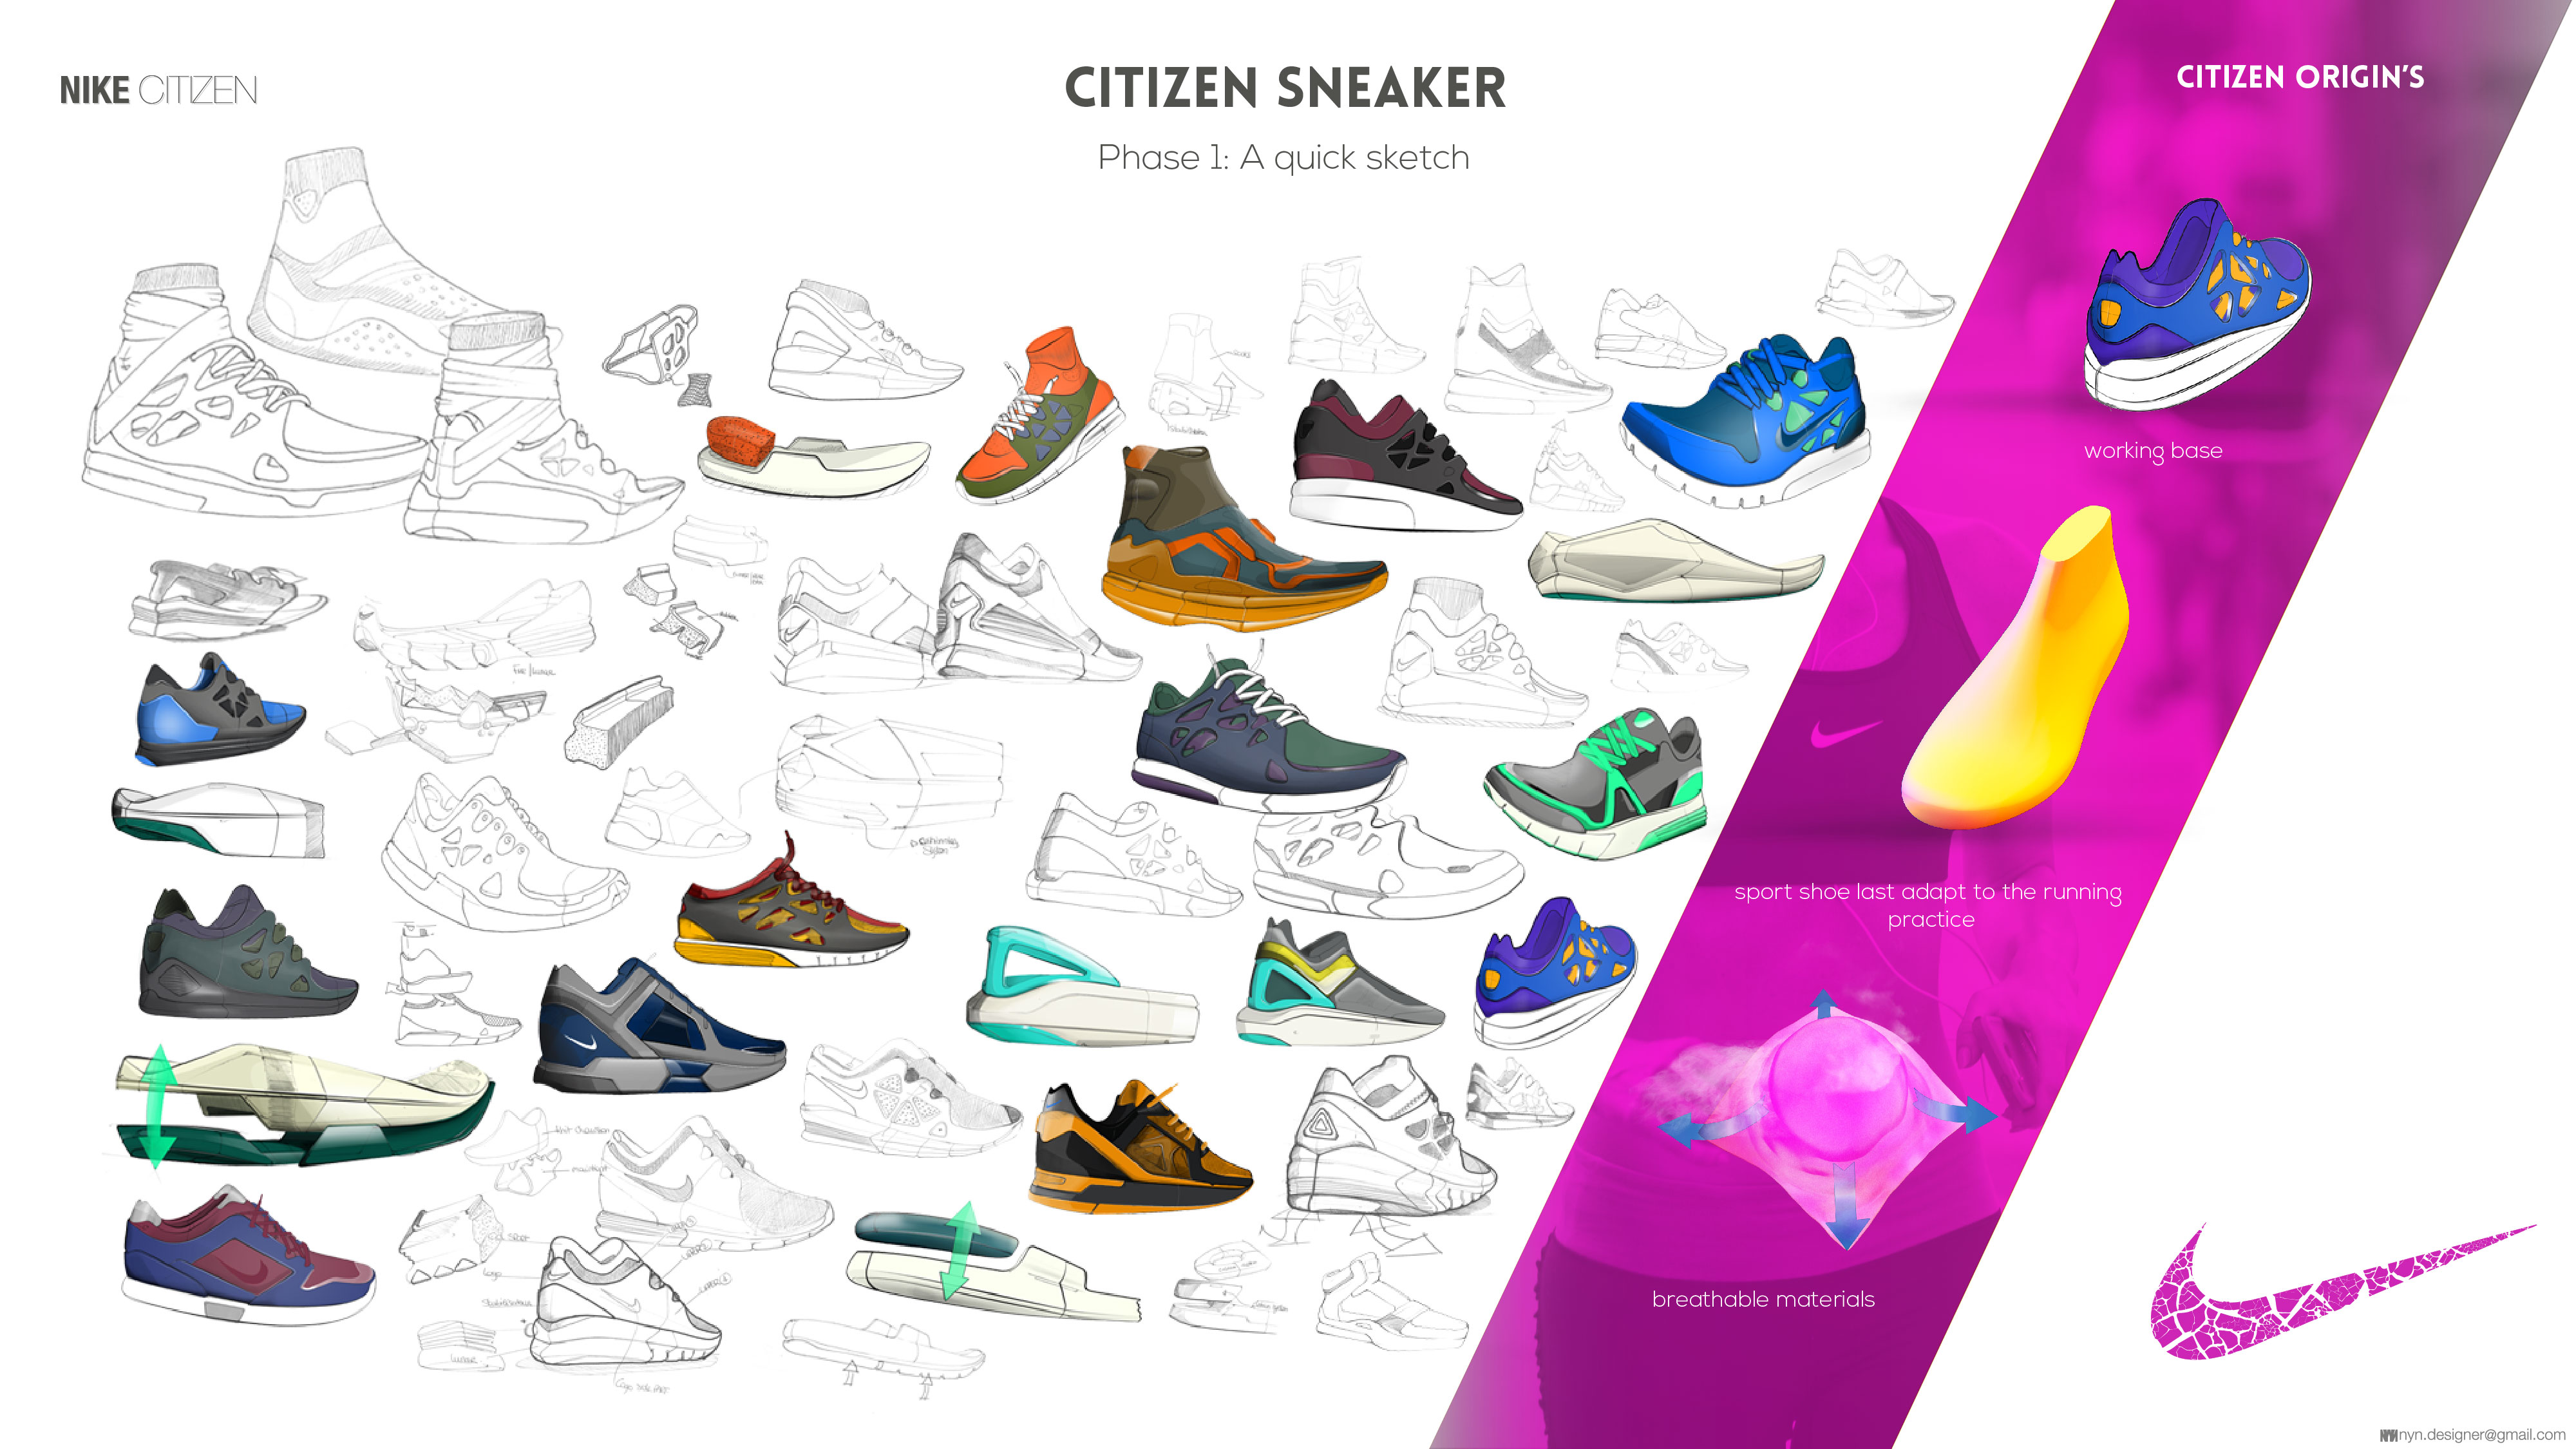 NIKE CITIZEN
CITIZEN SNEAKER
Phase 1: A quick sketch
CITIZEN ORIGIN'S
working base
sport shoe last adapt to the running
practice
breathable materials
Lunar
nyn.designer@gmail.com